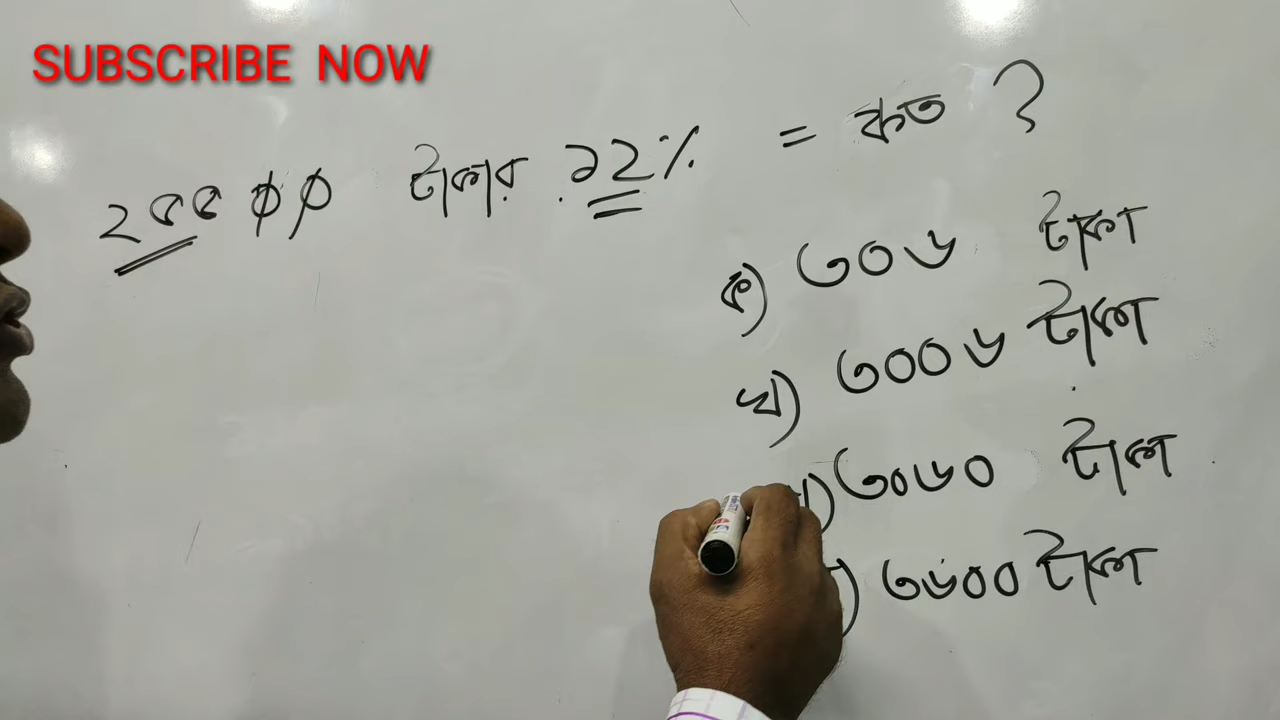 SUBSCRIBE NOW
২৫৫০০ টাকার ১২% = কত ?
ক) ৩০৬ টাকা
খ) ৩০০৬ টাকা
) ৩০৬০ টাকা
) ৩৬০০ টাকা